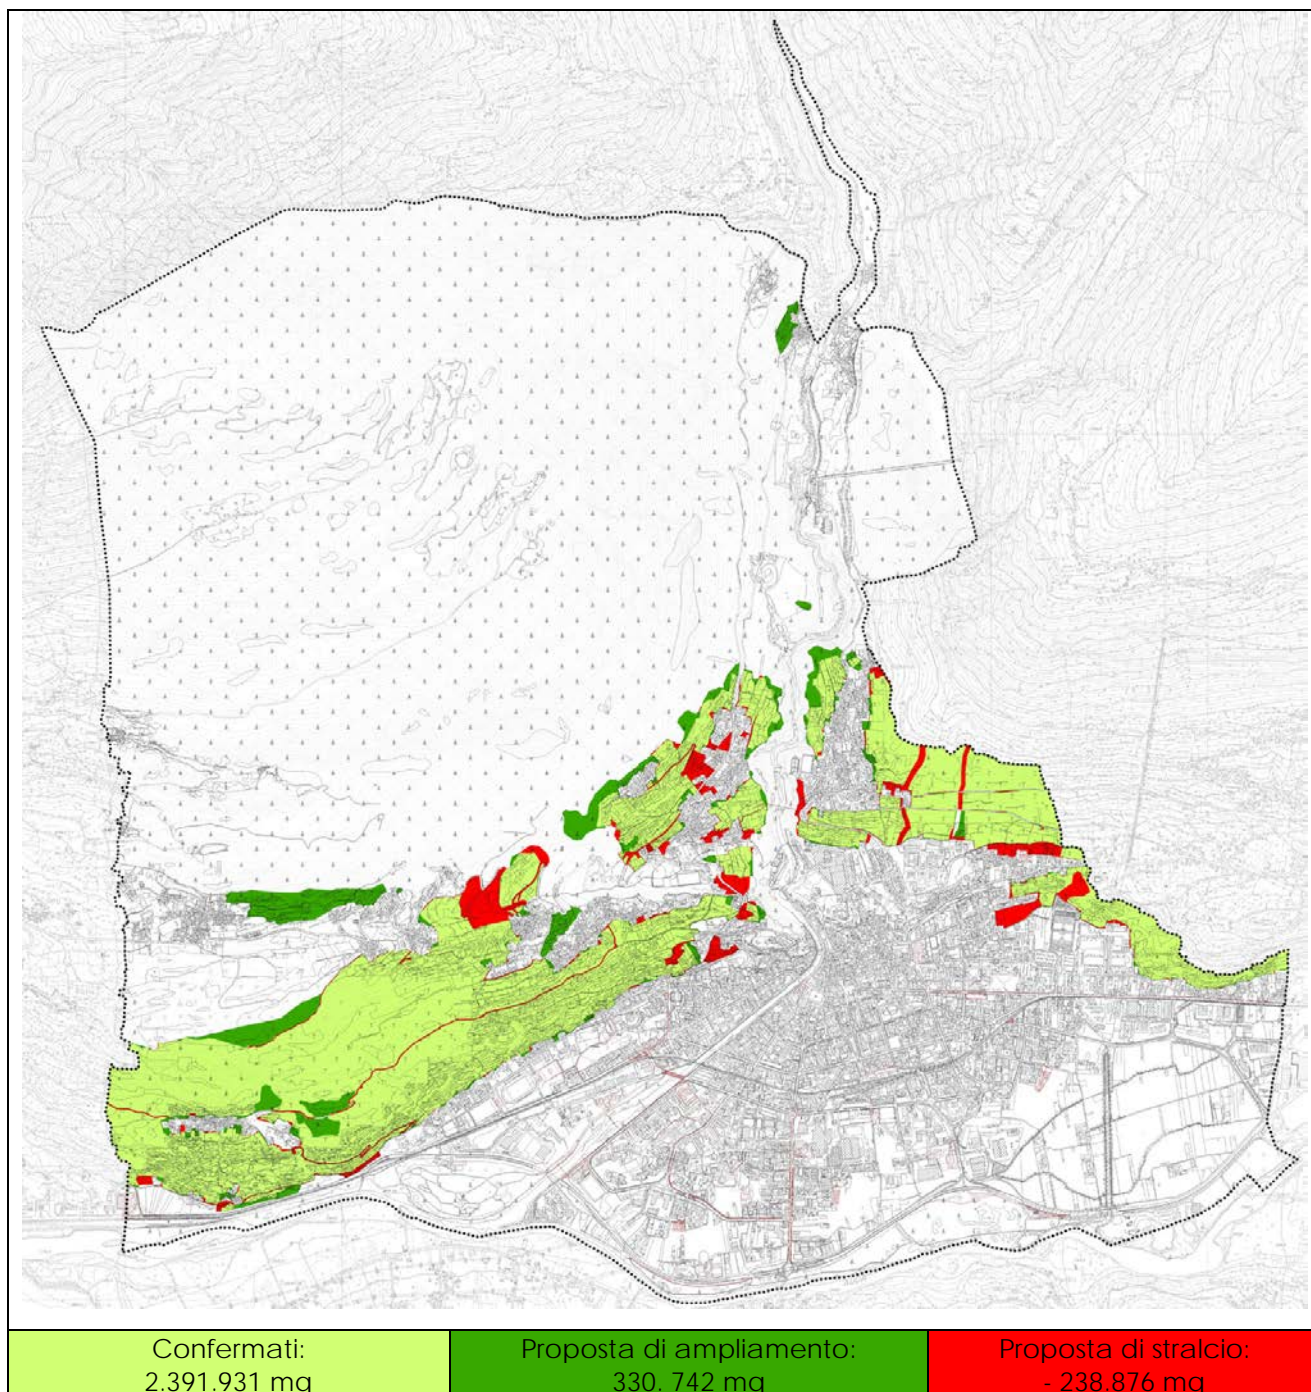 Confermati:
2.391.931 mq
Proposta di ampliamento:
330. 742 mq
Proposta di stralcio:
- 238.876 mq